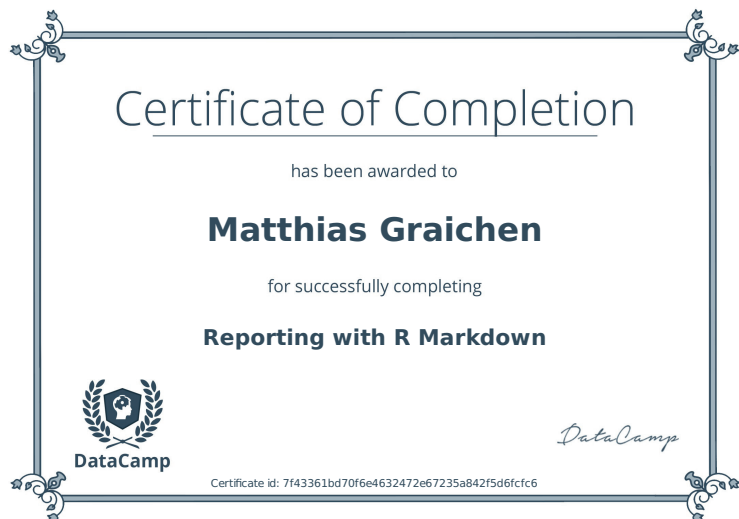 Certificate of Completion
has been awarded to
Matthias Graichen
for successfully completing
Reporting with R Markdown
DataCamp
DataCamp
Certificate id: 7f43361bd70f6e4632472e67235a842f5d6fcfc6